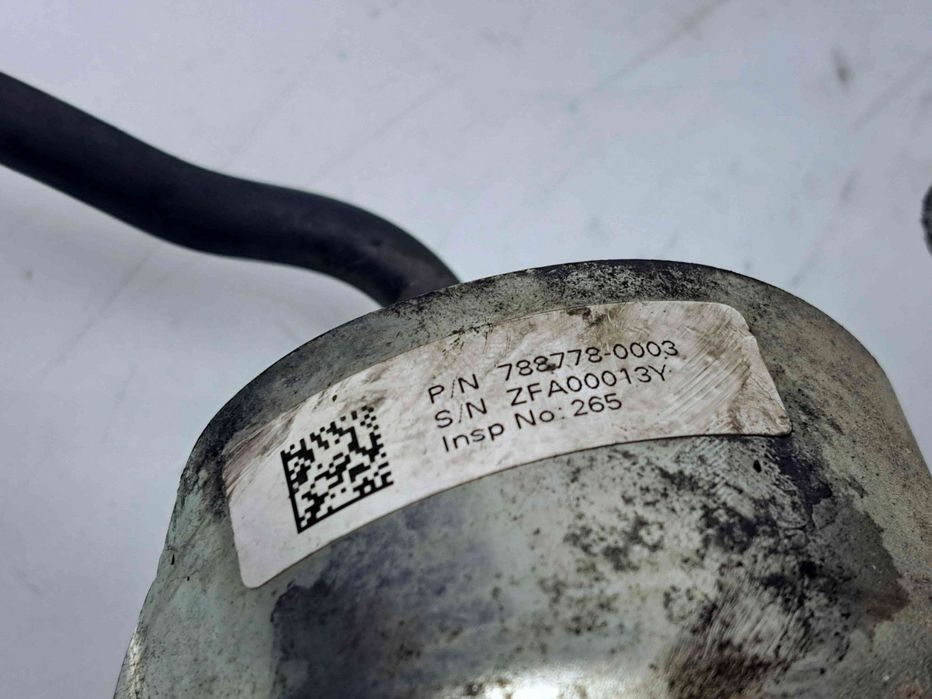 P/N 788778-0003
S/N ZFA00013Y
Insp No: 265